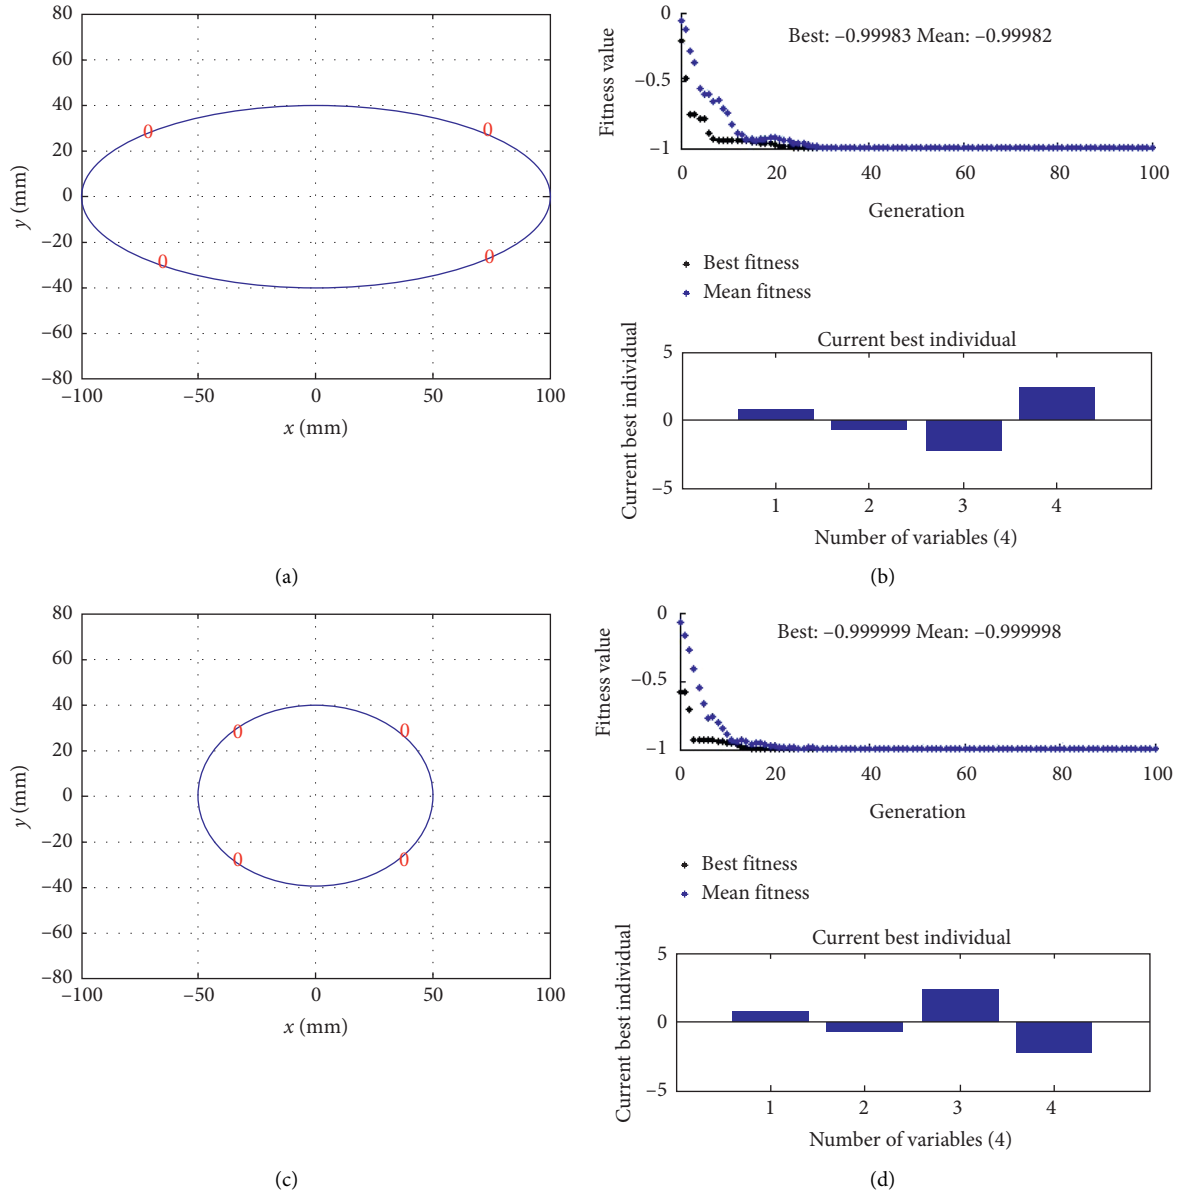 80
60
40
20
0
–20
–40
–60
–80
y (mm)
0
0
0
0
–100
–50
0
50
100
x (mm)
(a)
Fitness value
0
–0.5
–1
Best: –0.99983 Mean: –0.99982
0
20
40
60
80
100
Generation
Best fitness
Mean fitness
Current best individual
Current best individual
5
0
–5
1
2
3
4
Number of variables (4)
(b)
80
60
40
20
0
–20
–40
–60
–80
y (mm)
0
0
0
0
–100
–50
0
50
100
x (mm)
(c)
Fitness value
0
–0.5
–1
Best: –0.999999 Mean: –0.999998
0
20
40
60
80
100
Generation
Best fitness
Mean fitness
Current best individual
Current best individual
5
0
–5
1
2
3
4
Number of variables (4)
(d)